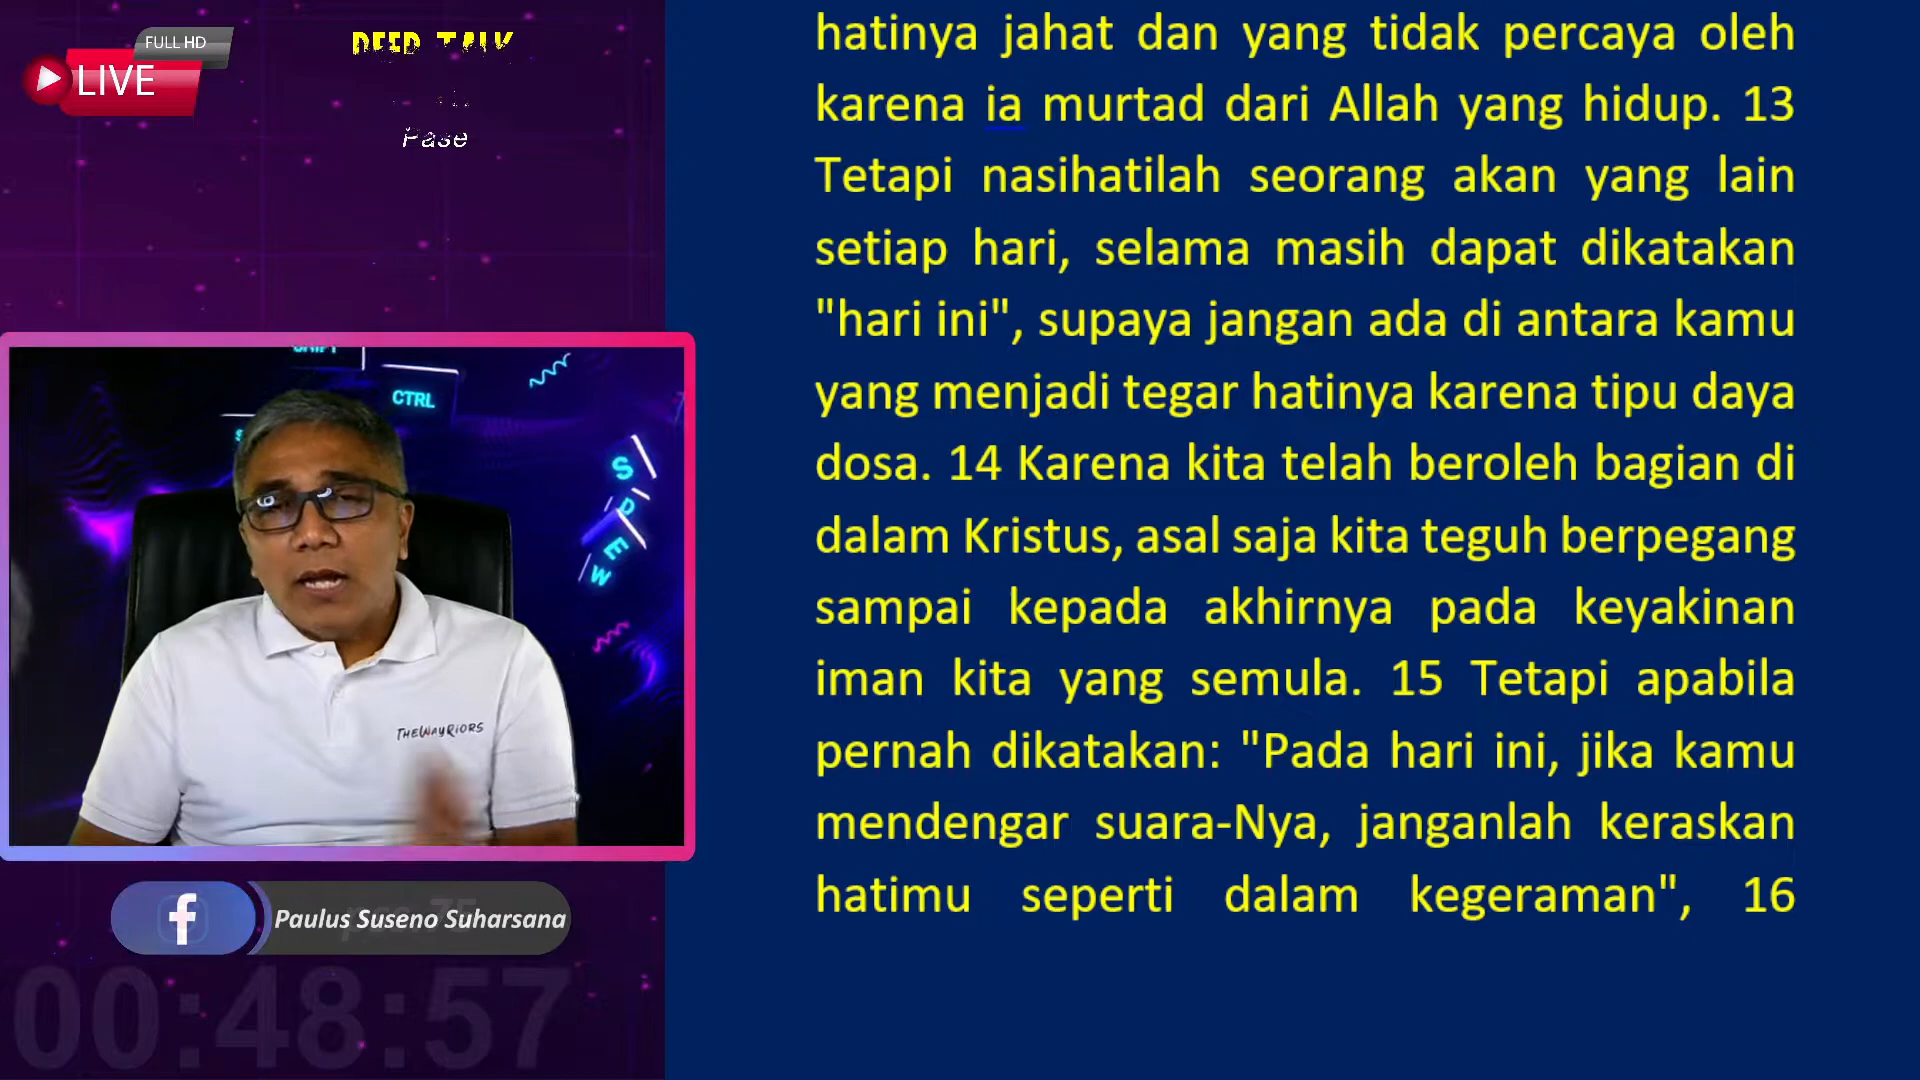 FULL HD
LIVE
DEEP TALK
Pase
CTRL
S
D
E
W
THEWAYRIORS
f
Paulus Suseno Suharsana
00:48:57
hatinya jahat dan yang tidak percaya oleh
karena ia murtad dari Allah yang hidup. 13
Tetapi nasihatilah seorang akan yang lain
setiap hari, selama masih dapat dikatakan
"hari ini", supaya jangan ada di antara kamu
yang menjadi tegar hatinya karena tipu daya
dosa. 14 Karena kita telah beroleh bagian di
dalam Kristus, asal saja kita teguh berpegang
sampai kepada akhirnya pada keyakinan
iman kita yang semula. 15 Tetapi apabila
pernah dikatakan: "Pada hari ini, jika kamu
mendengar suara-Nya, janganlah keraskan
hatimu seperti dalam kegeraman", 16